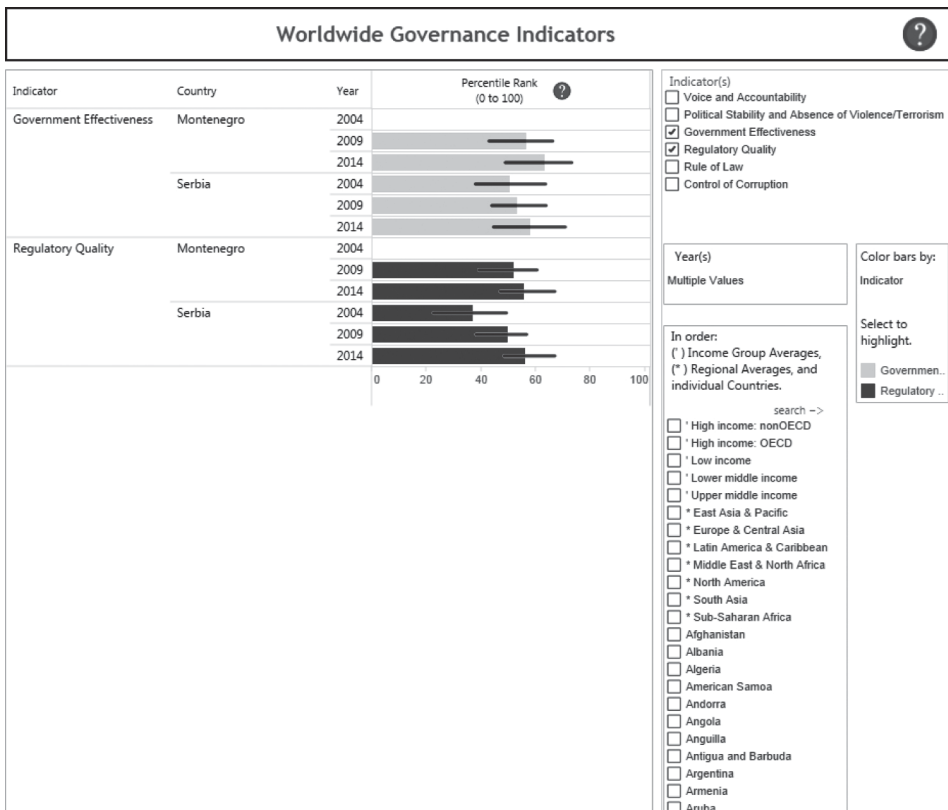 Worldwide Governance Indicators
?
Indicator Country Year Percentile Rank
(0 to 100) ?
Government Effectiveness Montenegro 2004
2009
2014
Serbia 2004
2009
2014
Regulatory Quality Montenegro 2004
2009
2014
Serbia 2004
2009
2014
0 20 40 60 80 100
Indicator(s)
Voice and Accountability
Political Stability and Absence of Violence/Terrorism
Government Effectiveness
Regulatory Quality
Rule of Law
Control of Corruption
Year(s)
Multiple Values
Color bars by:
Indicator
Select to
highlight.
Governmen..
Regulatory ..
In order:
(') Income Group Averages,
(*) Regional Averages, and
individual Countries.
search ->
' High income: nonOECD
' High income: OECD
' Low income
' Lower middle income
' Upper middle income
* East Asia & Pacific
* Europe & Central Asia
* Latin America & Caribbean
* Middle East & North Africa
* North America
* South Asia
* Sub-Saharan Africa
Afghanistan
Albania
Algeria
American Samoa
Andorra
Angola
Anguilla
Antigua and Barbuda
Argentina
Armenia
Aruba